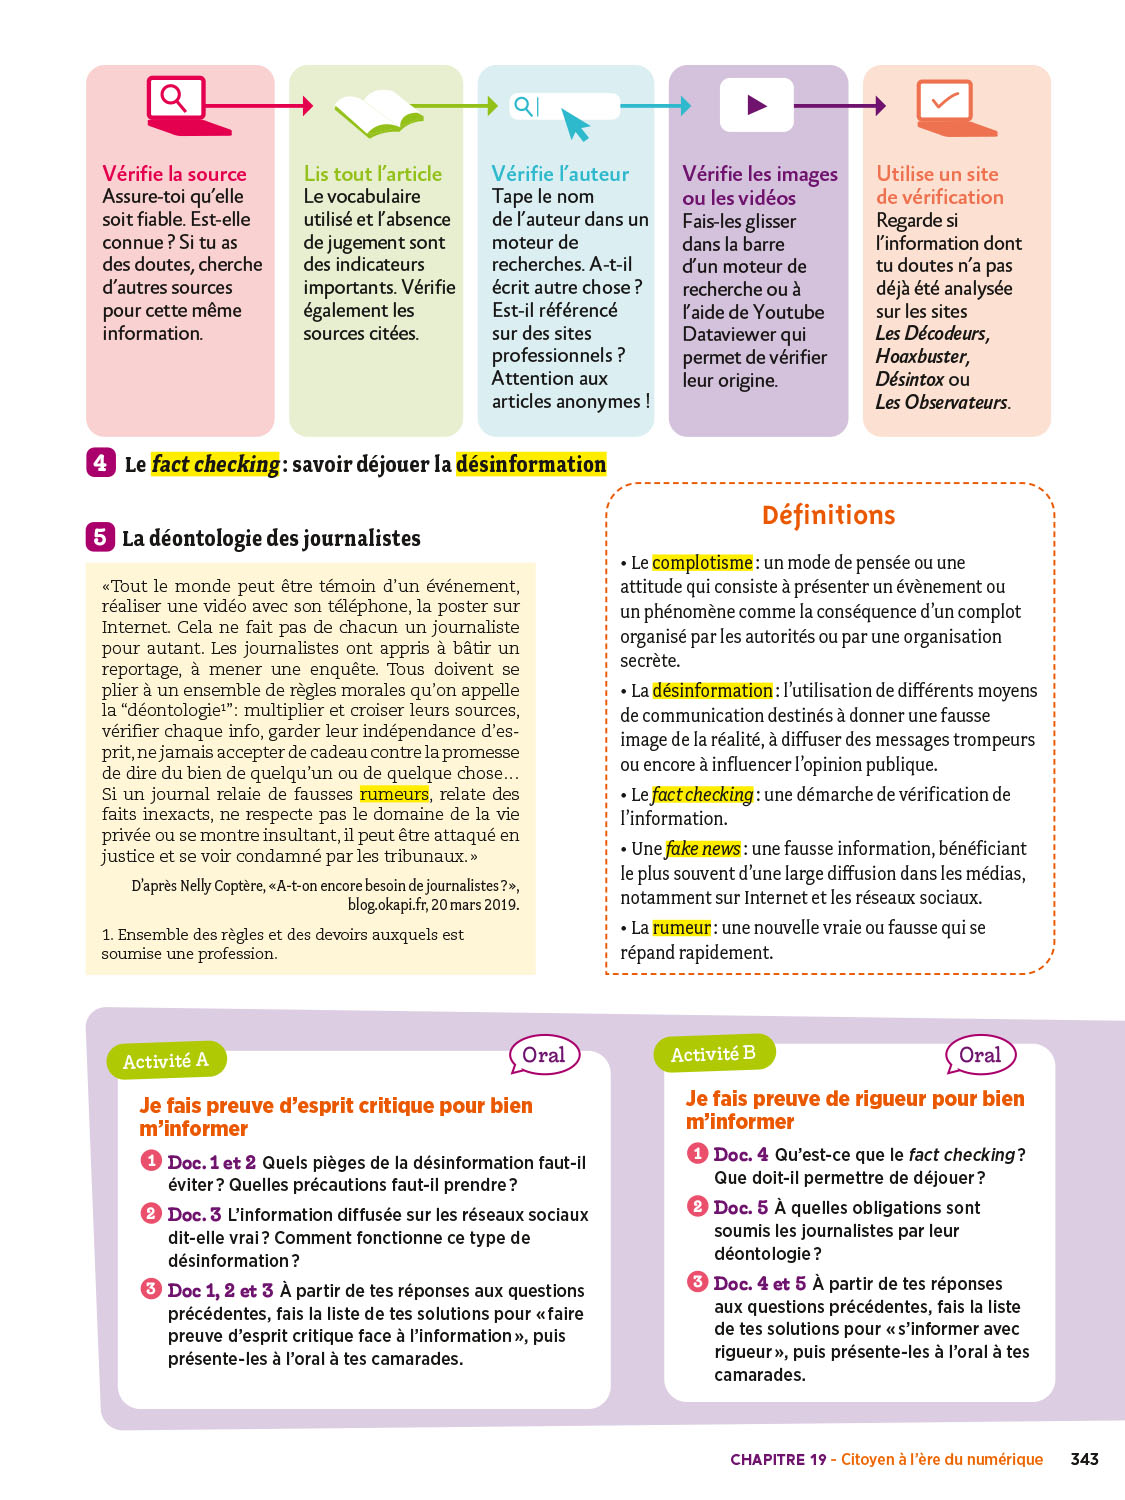 Vérifie la source
Assure-toi qu’elle
soit fiable. Est-elle
connue ? Si tu as
des doutes, cherche
d’autres sources
pour cette même
information.
Lis tout l’article
Le vocabulaire
utilisé et l’absence
de jugement sont
des indicateurs
importants. Vérifie
également les
sources citées.
Vérifie l’auteur
Tape le nom
de l’auteur dans un
moteur de
recherches. A-t-il
écrit autre chose ?
Est-il référencé
sur des sites
professionnels ?
Attention aux
articles anonymes !
Vérifie les images
ou les vidéos
Fais-les glisser
dans la barre
d’un moteur de
recherche ou à
l’aide de Youtube
Dataviewer qui
permet de vérifier
leur origine.
Utilise un site
de vérification
Regarde si
l’information dont
tu doutes n’a pas
déjà été analysée
sur les sites
Les Décodeurs,
Hoaxbuster,
Désintox ou
Les Observateurs.
4 Le fact checking : savoir déjouer la désinformation
5 La déontologie des journalistes
«Tout le monde peut être témoin d’un événement,
réaliser une vidéo avec son téléphone, la poster sur
Internet. Cela ne fait pas de chacun un journaliste
pour autant. Les journalistes ont appris à bâtir un
reportage, à mener une enquête. Tous doivent se
plier à un ensemble de règles morales qu’on appelle
la “déontologie¹” : multiplier et croiser leurs sources,
vérifier chaque info, garder leur indépendance d’es-
prit, ne jamais accepter de cadeau contre la promesse
de dire du bien de quelqu’un ou de quelque chose…
Si un journal relaie de fausses rumeurs, relate des
faits inexacts, ne respecte pas le domaine de la vie
privée ou se montre insultant, il peut être attaqué en
justice et se voir condamné par les tribunaux. »
D’après Nelly Coptère, «A-t-on encore besoin de journalistes ?»,
blog.okapi.fr, 20 mars 2019.
1. Ensemble des règles et des devoirs auxquels est
soumise une profession.
Définitions
• Le complotisme : un mode de pensée ou une
attitude qui consiste à présenter un évènement ou
un phénomène comme la conséquence d’un complot
organisé par les autorités ou par une organisation
secrète.
• La désinformation : l’utilisation de différents moyens
de communication destinés à donner une fausse
image de la réalité, à diffuser des messages trompeurs
ou encore à influencer l’opinion publique.
• Le fact checking : une démarche de vérification de
l’information.
• Une fake news : une fausse information, bénéficiant
le plus souvent d’une large diffusion dans les médias,
notamment sur Internet et les réseaux sociaux.
• La rumeur : une nouvelle vraie ou fausse qui se
répand rapidement.
Activité A
Oral
Je fais preuve d’esprit critique pour bien
m’informer
1 Doc. 1 et 2 Quels pièges de la désinformation faut-il
éviter ? Quelles précautions faut-il prendre ?
2 Doc. 3 L’information diffusée sur les réseaux sociaux
dit-elle vrai ? Comment fonctionne ce type de
désinformation ?
3 Doc 1, 2 et 3 À partir de tes réponses aux questions
précédentes, fais la liste de tes solutions pour «faire
preuve d’esprit critique face à l’information», puis
présente-les à l’oral à tes camarades.
Activité B
Oral
Je fais preuve de rigueur pour bien
m’informer
1 Doc. 4 Qu’est-ce que le fact checking ?
Que doit-il permettre de déjouer ?
2 Doc. 5 À quelles obligations sont
soumis les journalistes par leur
déontologie ?
3 Doc. 4 et 5 À partir de tes réponses
aux questions précédentes, fais la liste
de tes solutions pour «s’informer avec
rigueur», puis présente-les à l’oral à tes
camarades.
CHAPITRE 19 - Citoyen à l’ère du numérique 343